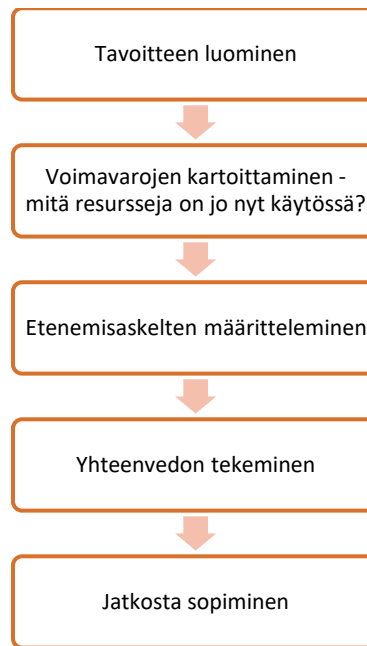 Tavoitteen luominen
Voimavarojen kartoittaminen -
mitä resursseja on jo nyt käytössä?
Etenemisaskelten määritteleminen
Yhteenvedon tekeminen
Jatkosta sopiminen